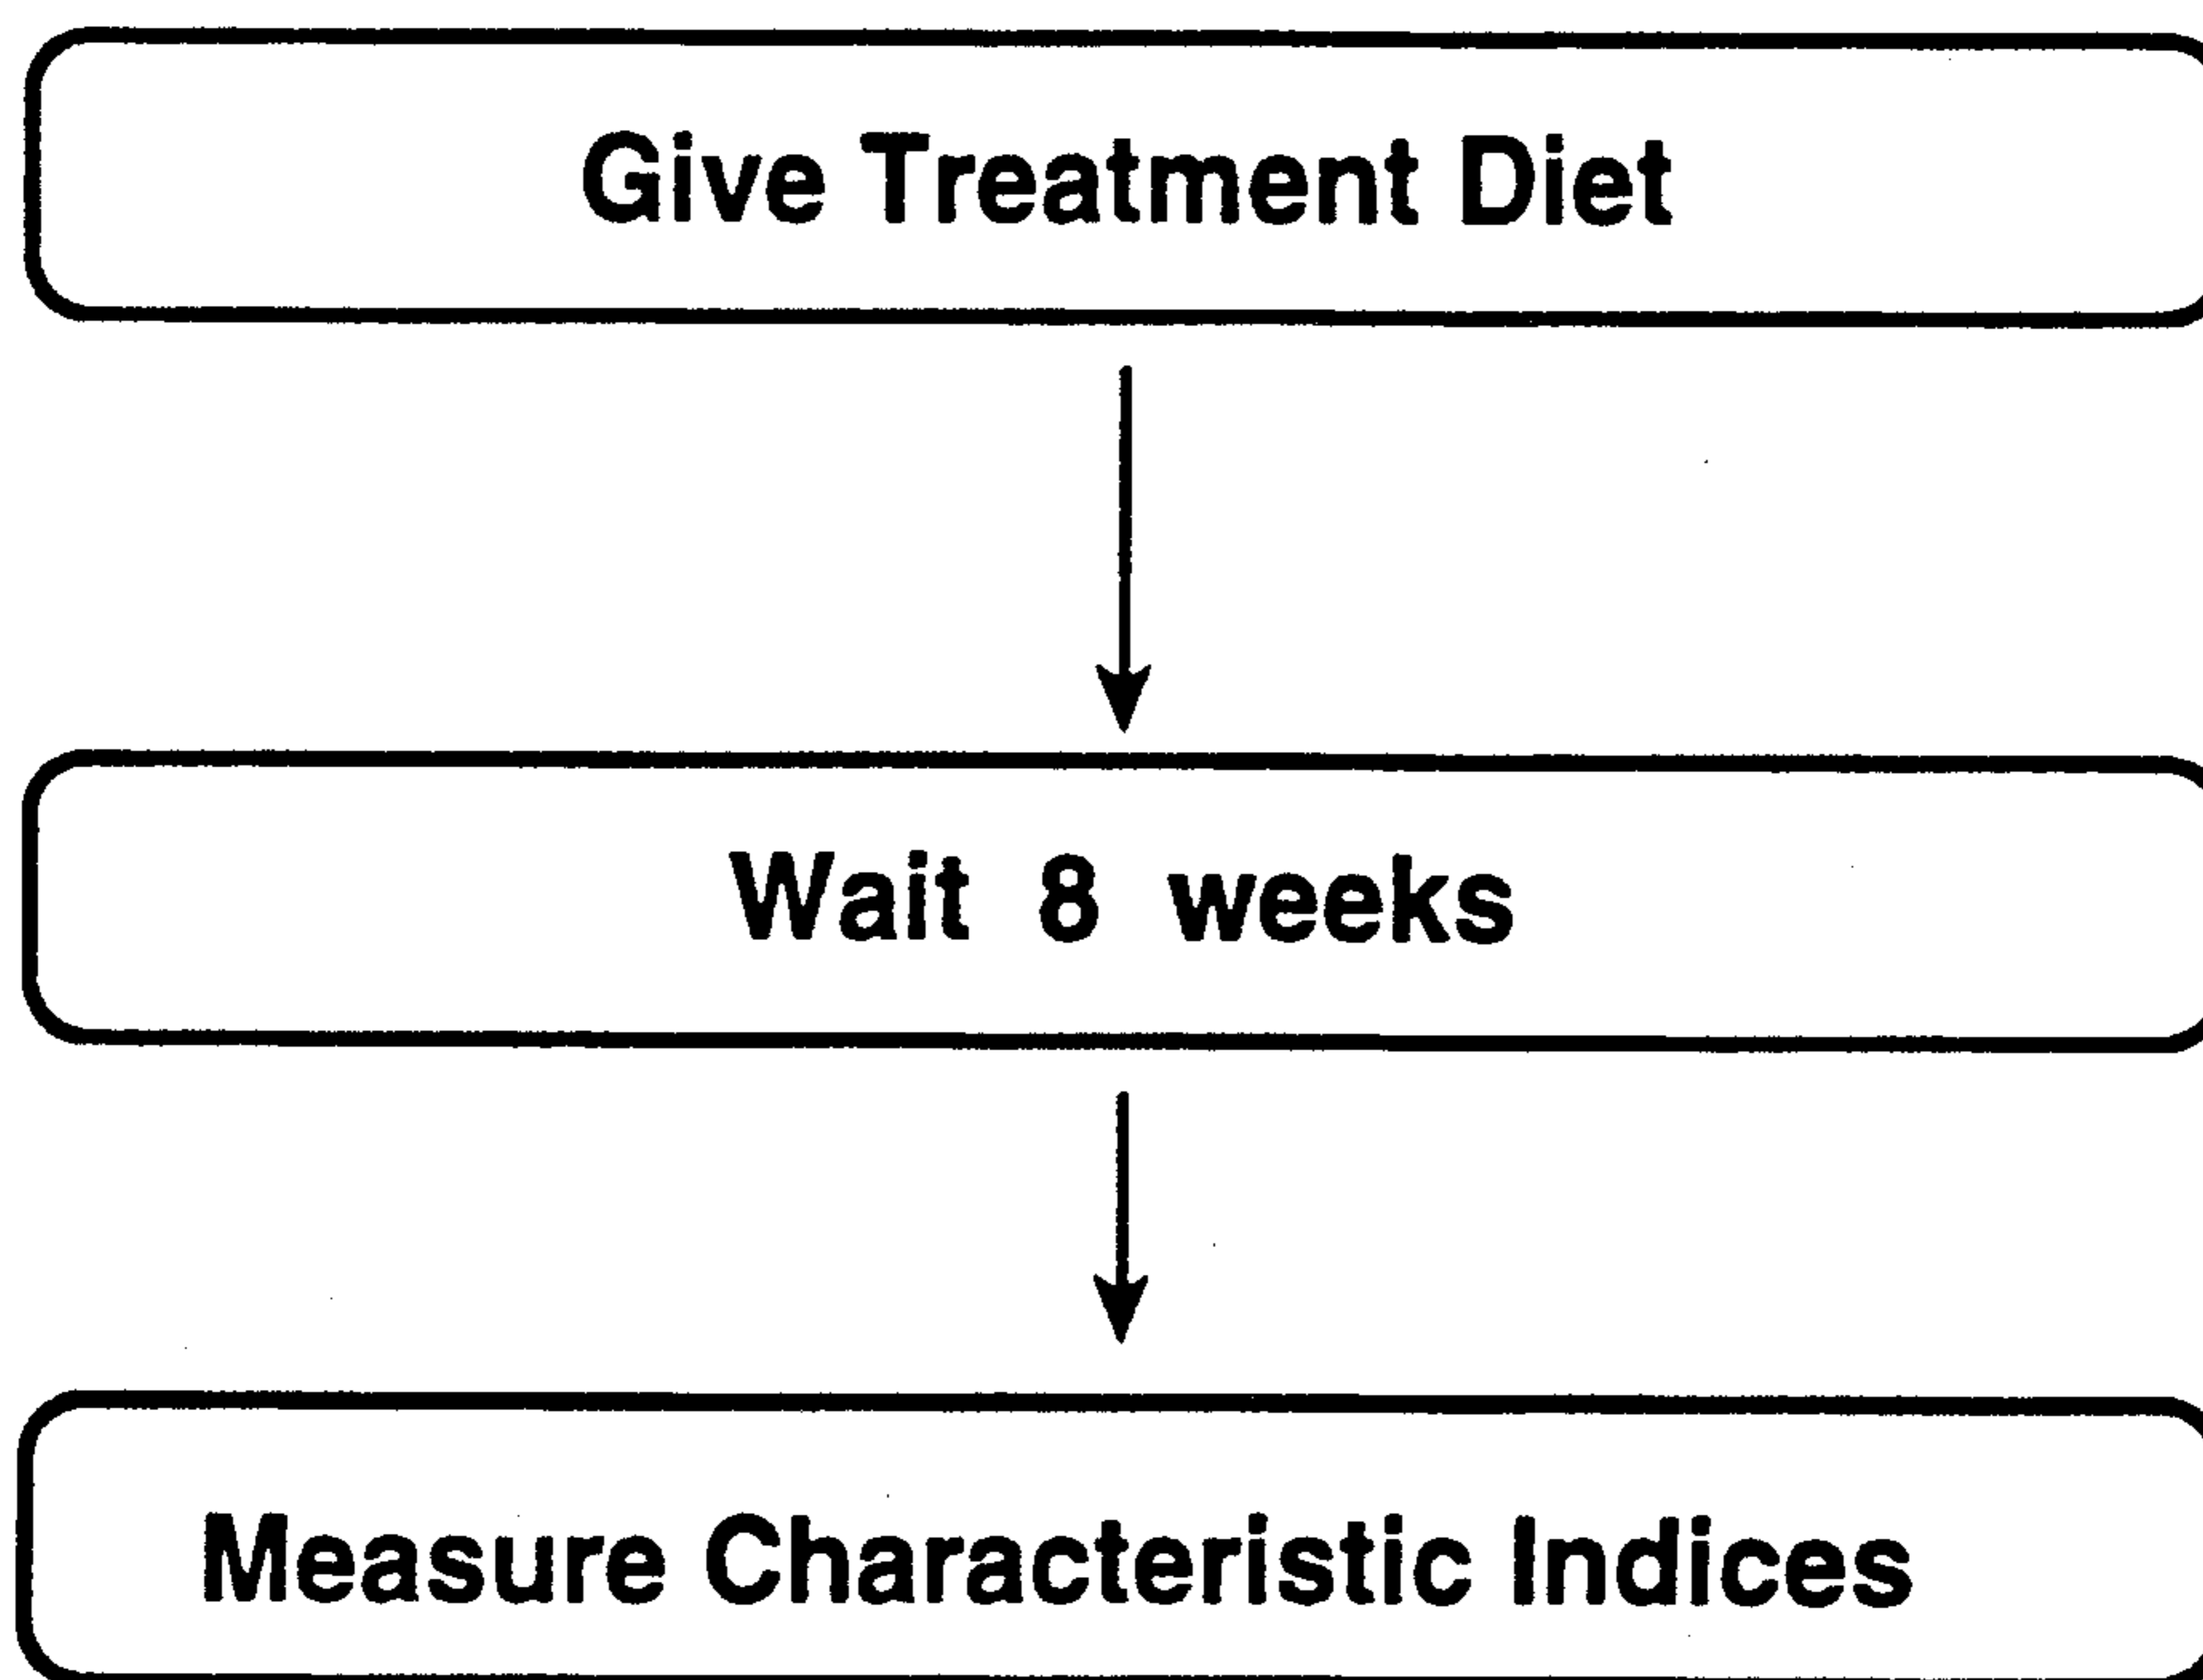 Give Treatment Diet
Wait 8 weeks
Measure Characteristic Indices